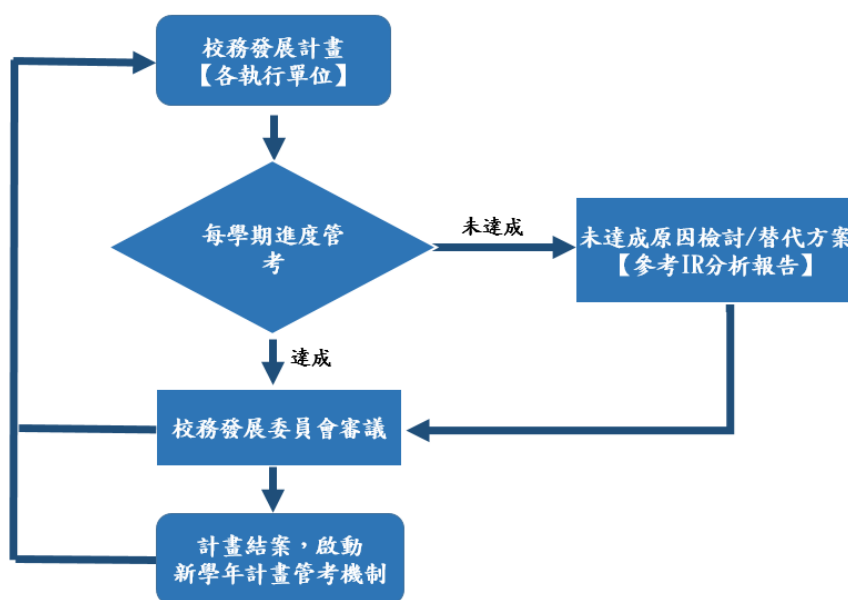 校務發展計畫
【各執行單位】
每學期進度管
考
未達成
未達成原因檢討/替代方案
【參考IR分析報告】
達成
校務發展委員會審議
計畫結案，啟動
新學年計畫管考機制